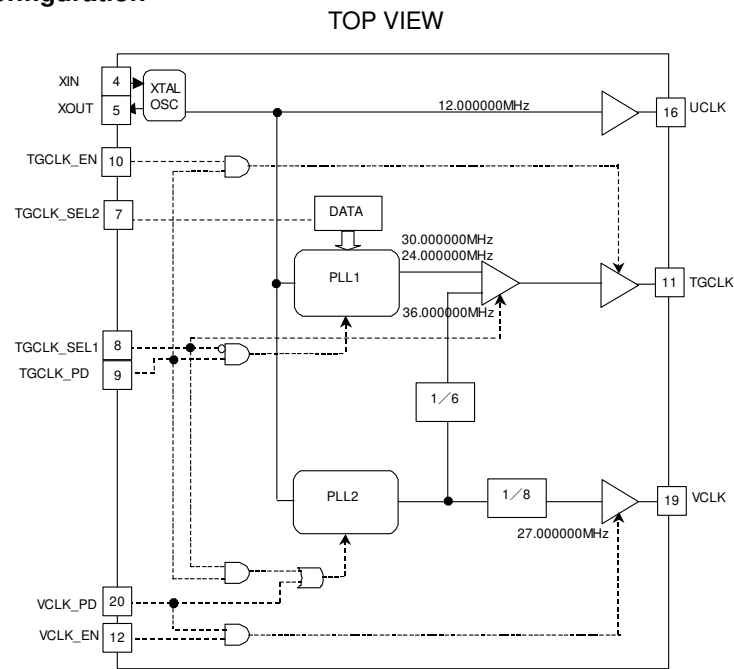 TOP VIEW
XIN
4
XTAL
OSC
XOUT
5
12.000000MHz
16
UCLK
TGCLK_EN
10
TGCLK_SEL2
7
DATA
30.000000MHz
24.000000MHz
PLL1
11
TGCLK
36.000000MHz
TGCLK_SEL1
8
TGCLK_PD
9
1/6
PLL2
1/8
19
VCLK
27.000000MHz
VCLK_PD
20
VCLK_EN
12